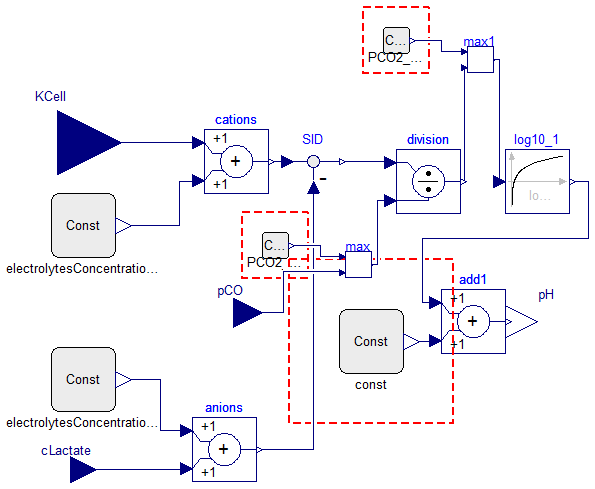 C...
PCO2_...
max1
KCell
cations
+1
+
+1
SID
-
division
÷
log10_1
lo...
Const
electrolytesConcentratio...
C...
PCO2_...
max
pCO
add1
+1
+
+1
pH
Const
const
Const
electrolytesConcentratio...
anions
+1
+
+1
cLactate